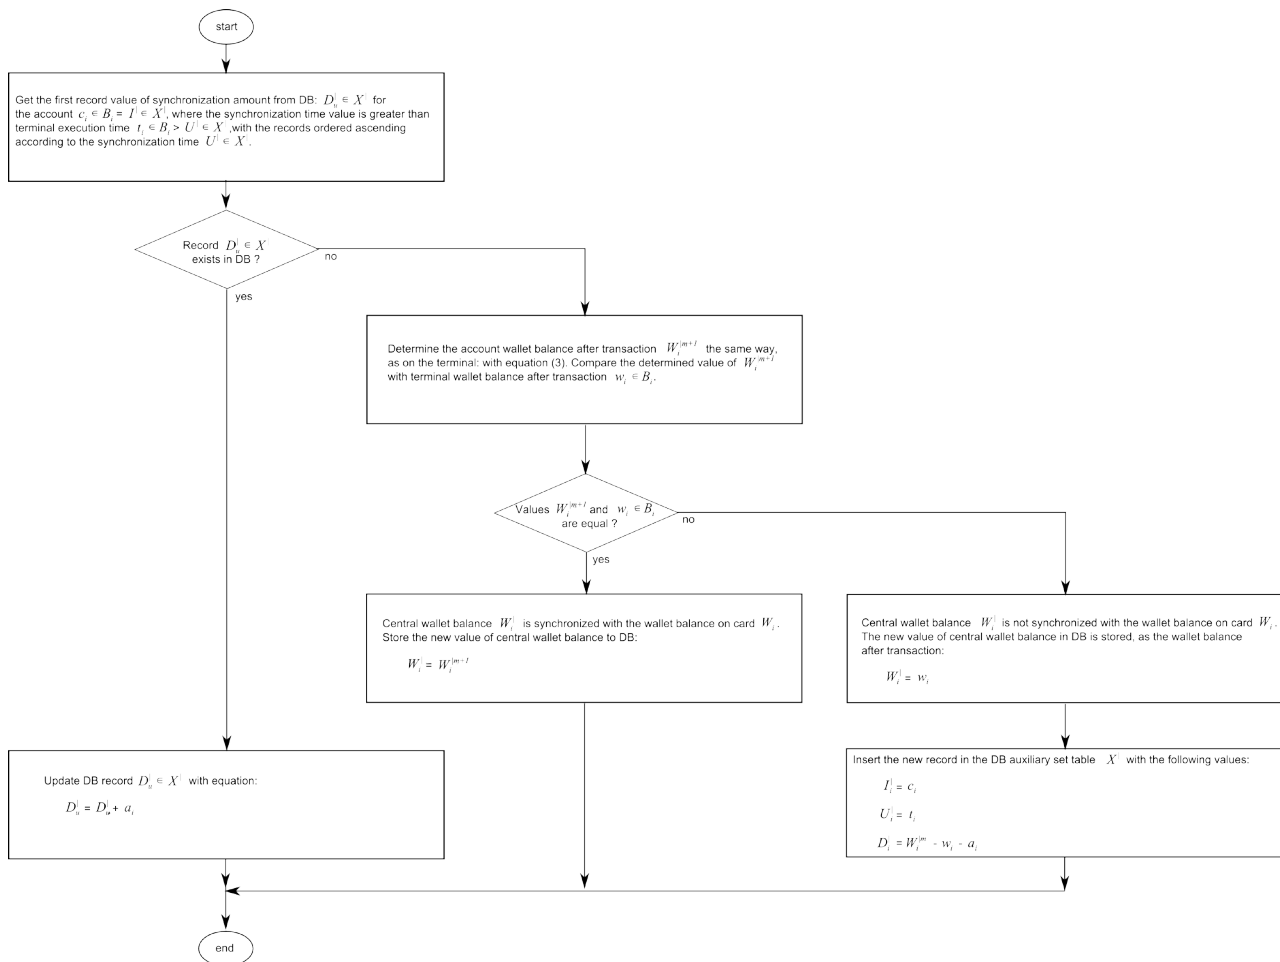 start
Get the first record value of synchronization amount from DB: D_u^| ∈ X^| for
the account c_i ∈ B_i = I^| ∈ X^|, where the synchronization time value is greater than
terminal execution time t_i ∈ B_i > U^| ∈ X^| ,with the records ordered ascending
according to the synchronization time U^| ∈ X^|.
Record D_u^| ∈ X
exists in DB ?
no
yes
Determine the account wallet balance after transaction W_i^|m+1 the same way,
as on the terminal: with equation (3). Compare the determined value of W_i^|m+1
with terminal wallet balance after transaction w_i ∈ B_i.
Values W_i^|m+1 and w_i ∈ B_i
are equal ?
no
yes
Central wallet balance W_i^| is synchronized with the wallet balance on card W_i.
Store the new value of central wallet balance to DB:
W_i^| = W_i^|m+1
Central wallet balance W_i^| is not synchronized with the wallet balance on card W_i.
The new value of central wallet balance in DB is stored, as the wallet balance
after transaction:
W_i^| = w_i
Update DB record D_u^| ∈ X^| with equation:
D_u^| = D_u^| + a_i
Insert the new record in the DB auxiliary set table X^| with the following values:
I_i^| = c_i
U_i^| = t_i
D_i^| = W_i^|m - w_i - a_i
end